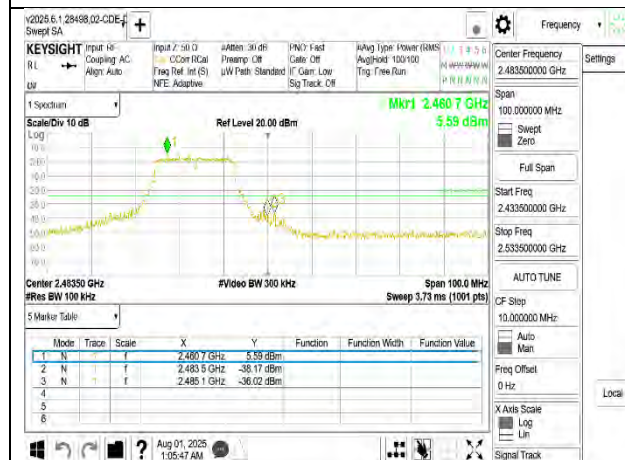 v2025.6.1_28498,02-CDE-
Swept SA
Frequency
KEYSIGHT
Input: RF
Coupling: AC
Align: Auto
Input Z: 50 Ω
CCorr RCal
Freq Ref: Int (S)
NFE: Adaptive
#Atten: 30 dB
Preamp: Off
µW Path: Standard
PNO: Fast
Gate: Off
IF Gain: Low
Sig Track: Off
#Avg Type: Power (RMS
Avg|Hold: 100/100
Trig: Free Run
RL
Center Frequency
2.483500000 GHz
Settings
Span
100.000000 MHz
Swept
Zero
Full Span
Start Freq
2.433500000 GHz
Stop Freq
2.533500000 GHz
AUTO TUNE
CF Step
10.000000 MHz
Auto
Man
Freq Offset
0 Hz
X Axis Scale
Log
Lin
Signal Track
Local
1 Spectrum
Scale/Div 10 dB
Ref Level 20.00 dBm
Mkr1 2.460 7 GHz
5.59 dBm
Log
Center 2.48350 GHz
#Video BW 300 kHz
Span 100.0 MHz
#Res BW 100 kHz
Sweep 3.73 ms (1001 pts)
5 Marker Table
Mode Trace Scale X Y Function Function Width Function Value
1 N 1 f 2.460 7 GHz 5.59 dBm
2 N 1 f 2.483 5 GHz -38.17 dBm
3 N 1 f 2.485 1 GHz -36.02 dBm
4
5
6
Aug 01, 2025
1:05:47 AM